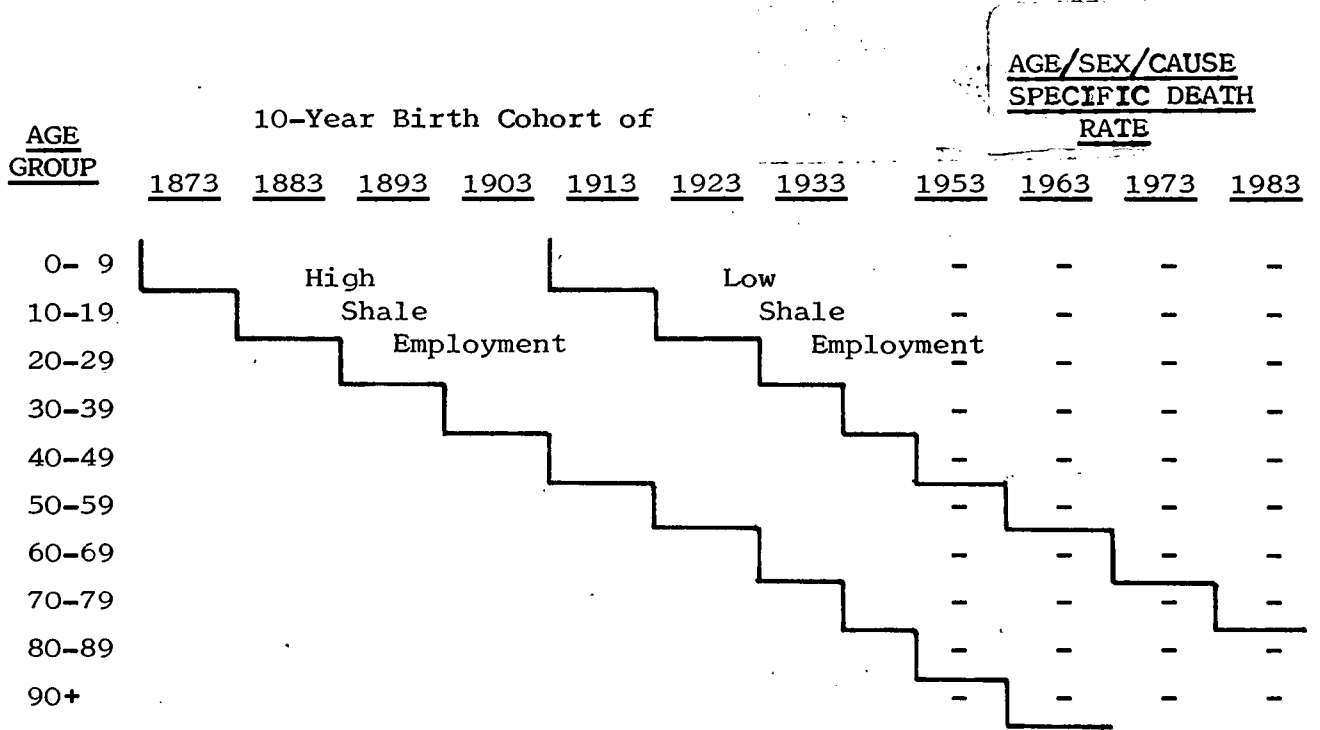 AGE/SEX/CAUSE
SPECIFIC DEATH
RATE
10-Year Birth Cohort of
AGE
GROUP
1873 1883 1893 1903 1913 1923 1933 1953 1963 1973 1983
0- 9 - - - -
High Low
10-19 - - - -
Shale Shale
Employment Employment
20-29 - - - -
30-39 - - - -
40-49 - - - -
50-59 - - - -
60-69 - - - -
70-79 - - - -
80-89 - - - -
90+ - - - -